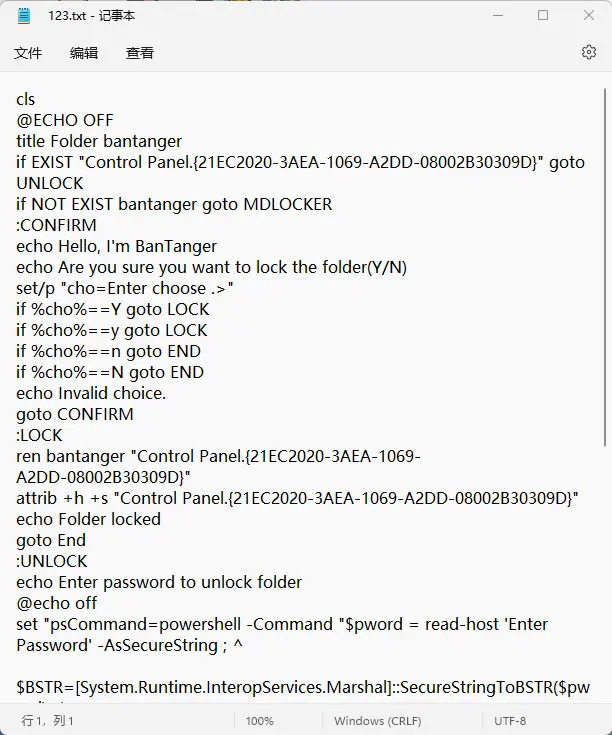 123.txt - 记事本
文件 编辑 查看
cls
@ECHO OFF
title Folder bantanger
if EXIST "Control Panel.{21EC2020-3AEA-1069-A2DD-08002B30309D}" goto
UNLOCK
if NOT EXIST bantanger goto MDLOCKER
:CONFIRM
echo Hello, I'm BanTanger
echo Are you sure you want to lock the folder(Y/N)
set/p "cho=Enter choose .>"
if %cho%==Y goto LOCK
if %cho%==y goto LOCK
if %cho%==n goto END
if %cho%==N goto END
echo Invalid choice.
goto CONFIRM
:LOCK
ren bantanger "Control Panel.{21EC2020-3AEA-1069-
A2DD-08002B30309D}"
attrib +h +s "Control Panel.{21EC2020-3AEA-1069-A2DD-08002B30309D}"
echo Folder locked
goto End
:UNLOCK
echo Enter password to unlock folder
@echo off
set "psCommand=powershell -Command "$pword = read-host 'Enter
Password' -AsSecureString ; ^
$BSTR=[System.Runtime.InteropServices.Marshal]::SecureStringToBSTR($pw
行 1，列 1 100% Windows (CRLF) UTF-8